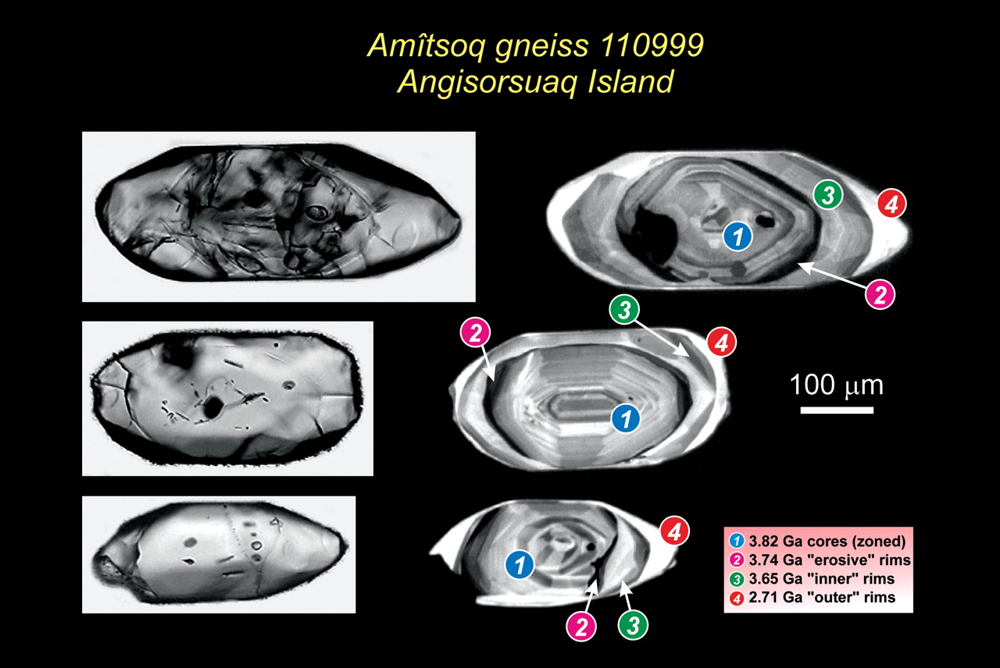 Amîtsoq gneiss 110999
Angisorsuaq Island
3
4
1
2
3
2
4
1
100 μm
4
1
2
3
1 3.82 Ga cores (zoned)
2 3.74 Ga "erosive" rims
3 3.65 Ga "inner" rims
4 2.71 Ga "outer" rims